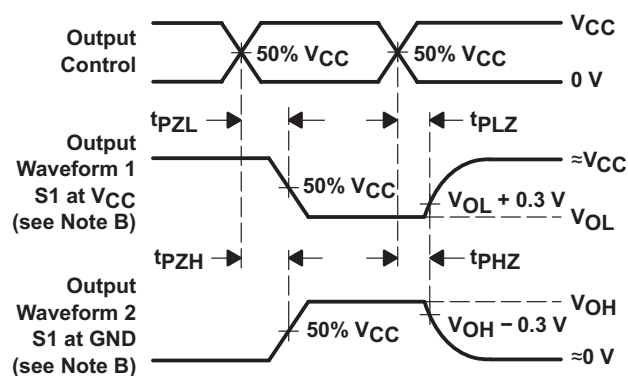 Output
Control
50% VCC
50% VCC
VCC
0 V
tPZL
tPLZ
Output
Waveform 1
S1 at VCC
(see Note B)
50% VCC
≈VCC
VOL + 0.3 V
VOL
tPZH
tPHZ
Output
Waveform 2
S1 at GND
(see Note B)
50% VCC
VOH
VOH − 0.3 V
≈0 V